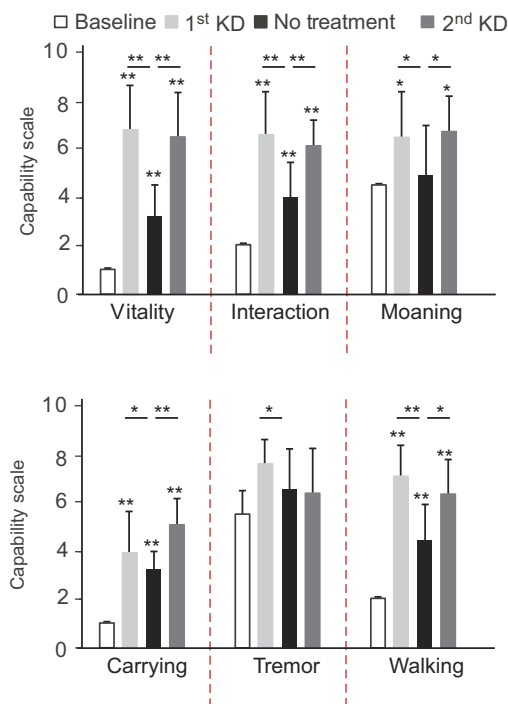 Baseline 1st KD No treatment 2nd KD
Capability scale
10
8
6
4
2
0
** **
** ** **
** **
** ** **
* *
* *
Vitality Interaction Moaning
Capability scale
10
8
6
4
2
0
* **
** ** **
*
** *
** ** **
Carrying Tremor Walking